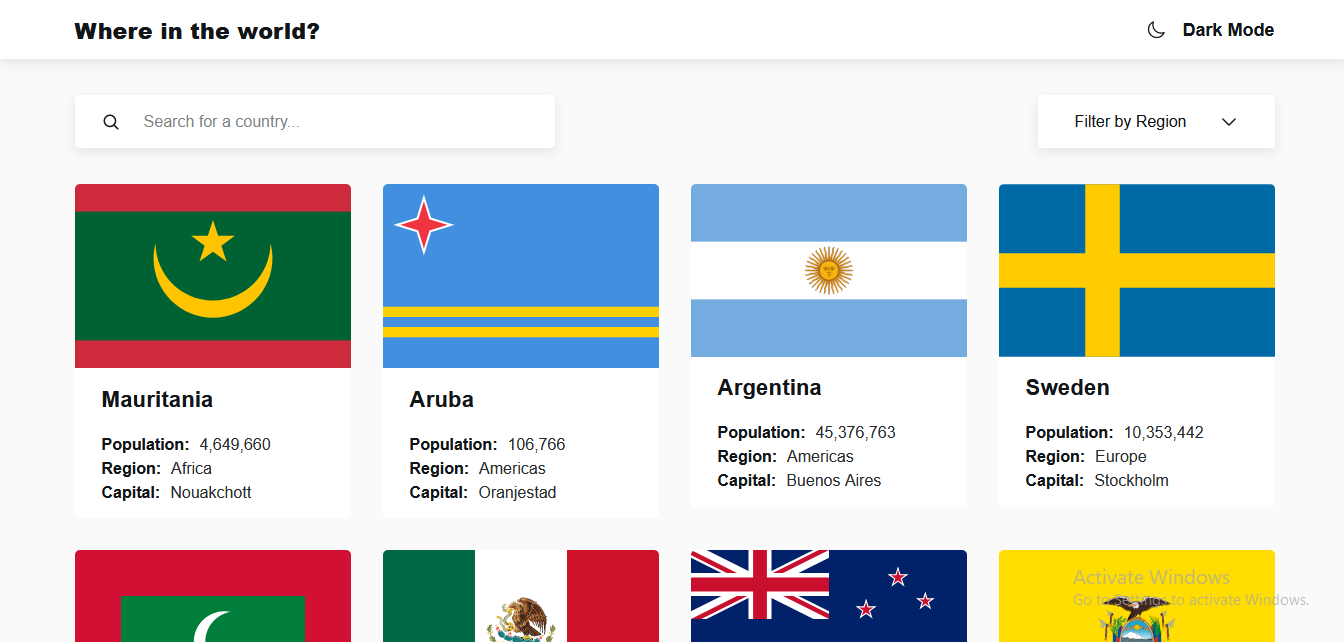 Where in the world?
Dark Mode
Search for a country...
Filter by Region
Mauritania
Population: 4,649,660
Region: Africa
Capital: Nouakchott
Aruba
Population: 106,766
Region: Americas
Capital: Oranjestad
Argentina
Population: 45,376,763
Region: Americas
Capital: Buenos Aires
Sweden
Population: 10,353,442
Region: Europe
Capital: Stockholm
Activate Windows
Go to Settings to activate Windows.